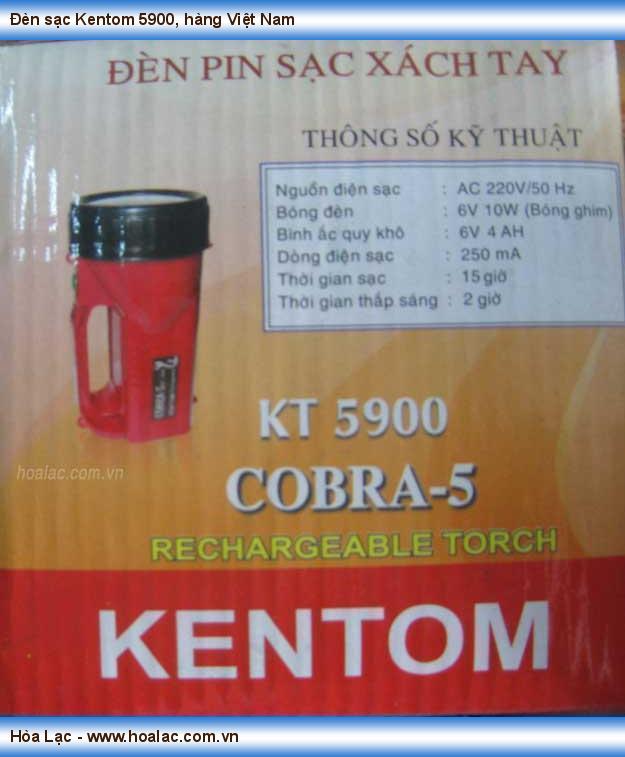 Đèn sạc Kentom 5900, hàng Việt Nam
ĐÈN PIN SẠC XÁCH TAY
THÔNG SỐ KỸ THUẬT
Nguồn điện sạc : AC 220V/50 Hz
Bóng đèn : 6V 10W (Bóng ghim)
Bình ắc quy khô : 6V 4 AH
Dòng điện sạc : 250 mA
Thời gian sạc : 15 giờ
Thời gian thắp sáng : 2 giờ
KT 5900
COBRA-5
hoalac.com.vn
RECHARGEABLE TORCH
KENTOM
Hòa Lạc - www.hoalac.com.vn